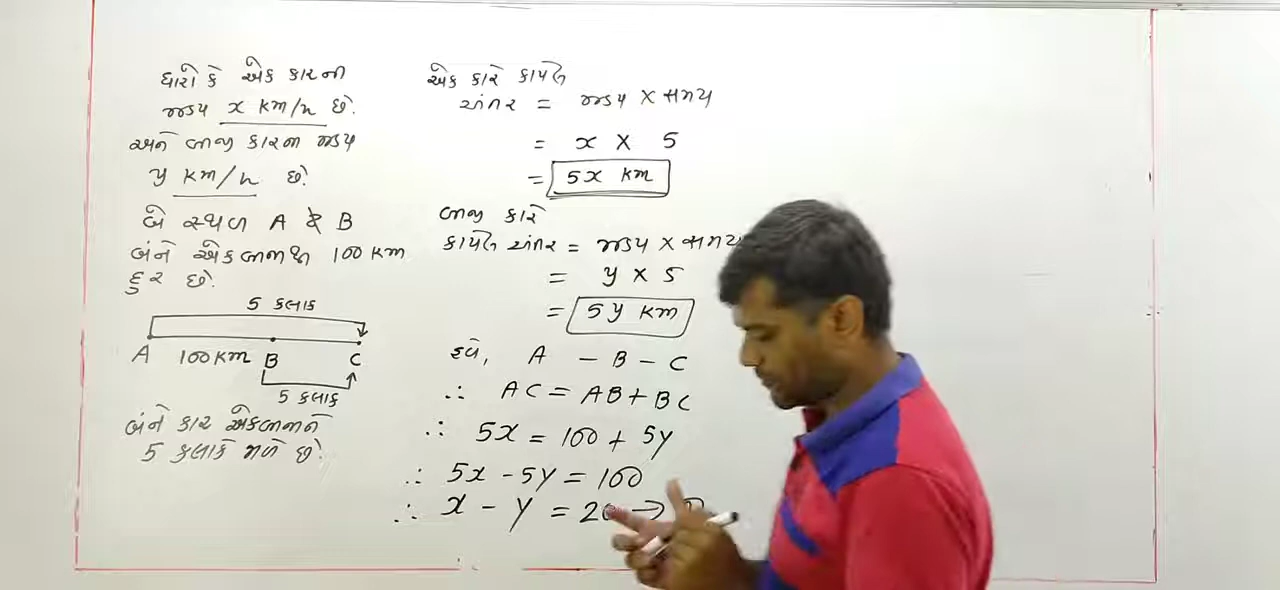 ધારો કે એક કારની
ઝડપ x km/h છે.
અને બીજી કારની ઝડપ
y km/h છે.
બે સ્થળ A & B
બંને એકબીજાથી 100 km
દુર છે.
5 કલાક
A 100 km B C
5 કલાક
બંને કાર એકબીજાને
5 કલાકે મળે છે.
એક કારે કાપેલ
અંતર = ઝડપ × સમય
= x × 5
= 5x km
બીજી કારે
કાપેલ અંતર = ઝડપ × સમય
= y × 5
= 5y km
હવે, A – B – C
∴ AC = AB + BC
∴ 5x = 100 + 5y
∴ 5x - 5y = 100
∴ x - y = 20 →